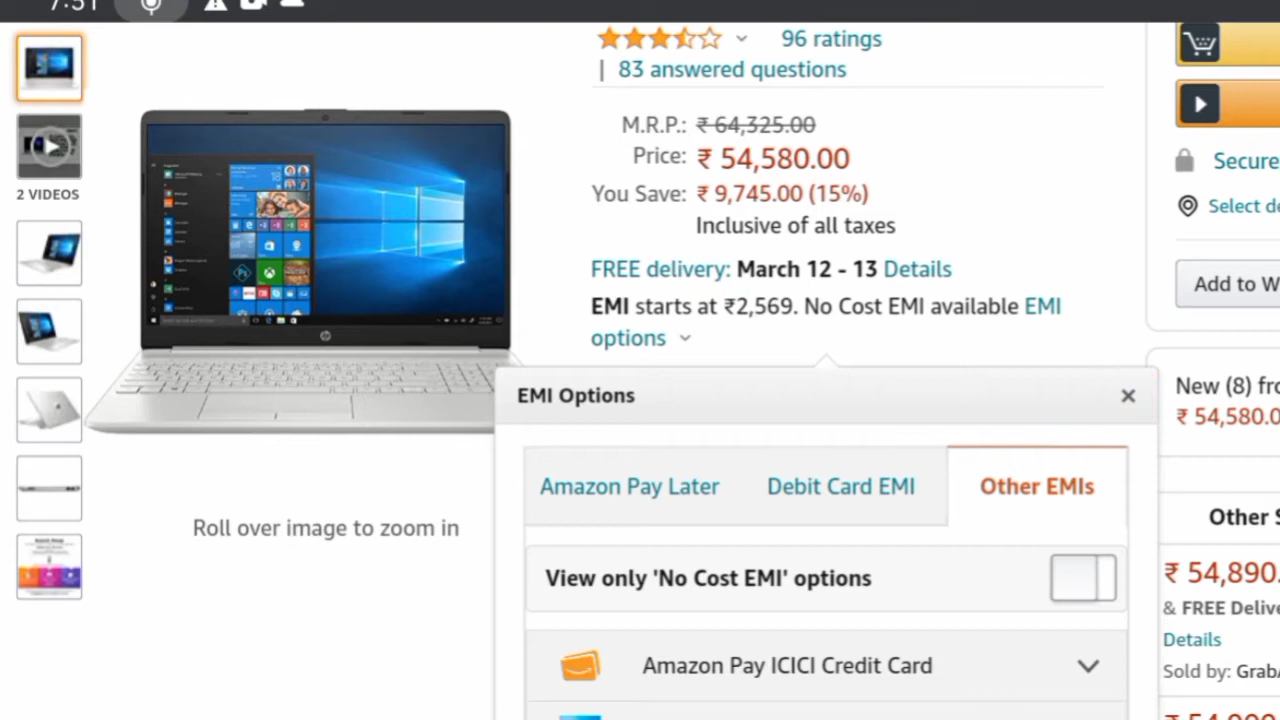 7:51
96 ratings
| 83 answered questions
M.R.P.: ₹ 64,325.00
Price: ₹ 54,580.00
You Save: ₹ 9,745.00 (15%)
Inclusive of all taxes
FREE delivery: March 12 - 13 Details
EMI starts at ₹2,569. No Cost EMI available EMI
options
2 VIDEOS
Roll over image to zoom in
EMI Options
Amazon Pay Later
Debit Card EMI
Other EMIs
View only 'No Cost EMI' options
Amazon Pay ICICI Credit Card
Secure
Select de
Add to W
New (8) fro
₹ 54,580.0
Other S
₹ 54,890.
& FREE Delive
Details
Sold by: GrabA